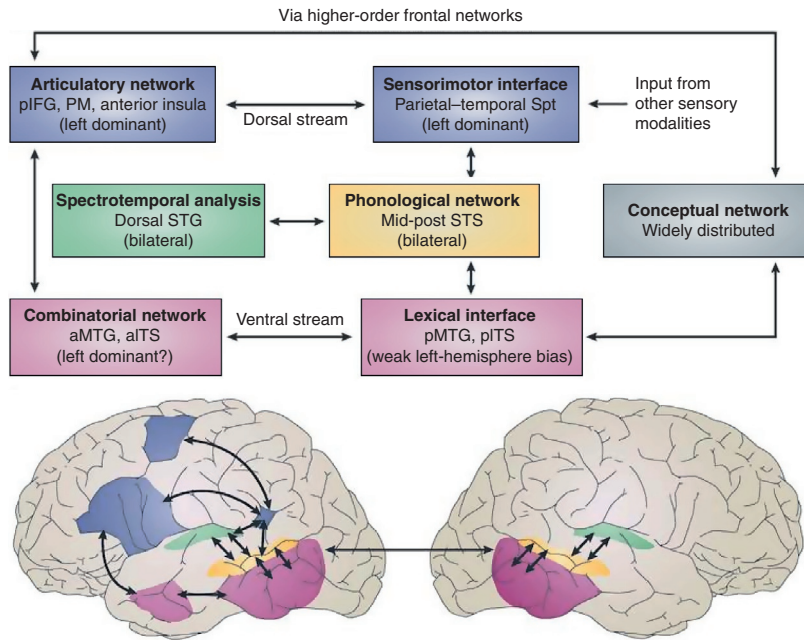 Via higher-order frontal networks
Articulatory network
pIFG, PM, anterior insula
(left dominant)
Dorsal stream
Sensorimotor interface
Parietal–temporal Spt
(left dominant)
Input from
other sensory
modalities
Spectrotemporal analysis
Dorsal STG
(bilateral)
Phonological network
Mid-post STS
(bilateral)
Conceptual network
Widely distributed
Combinatorial network
aMTG, aITS
(left dominant?)
Ventral stream
Lexical interface
pMTG, pITS
(weak left-hemisphere bias)